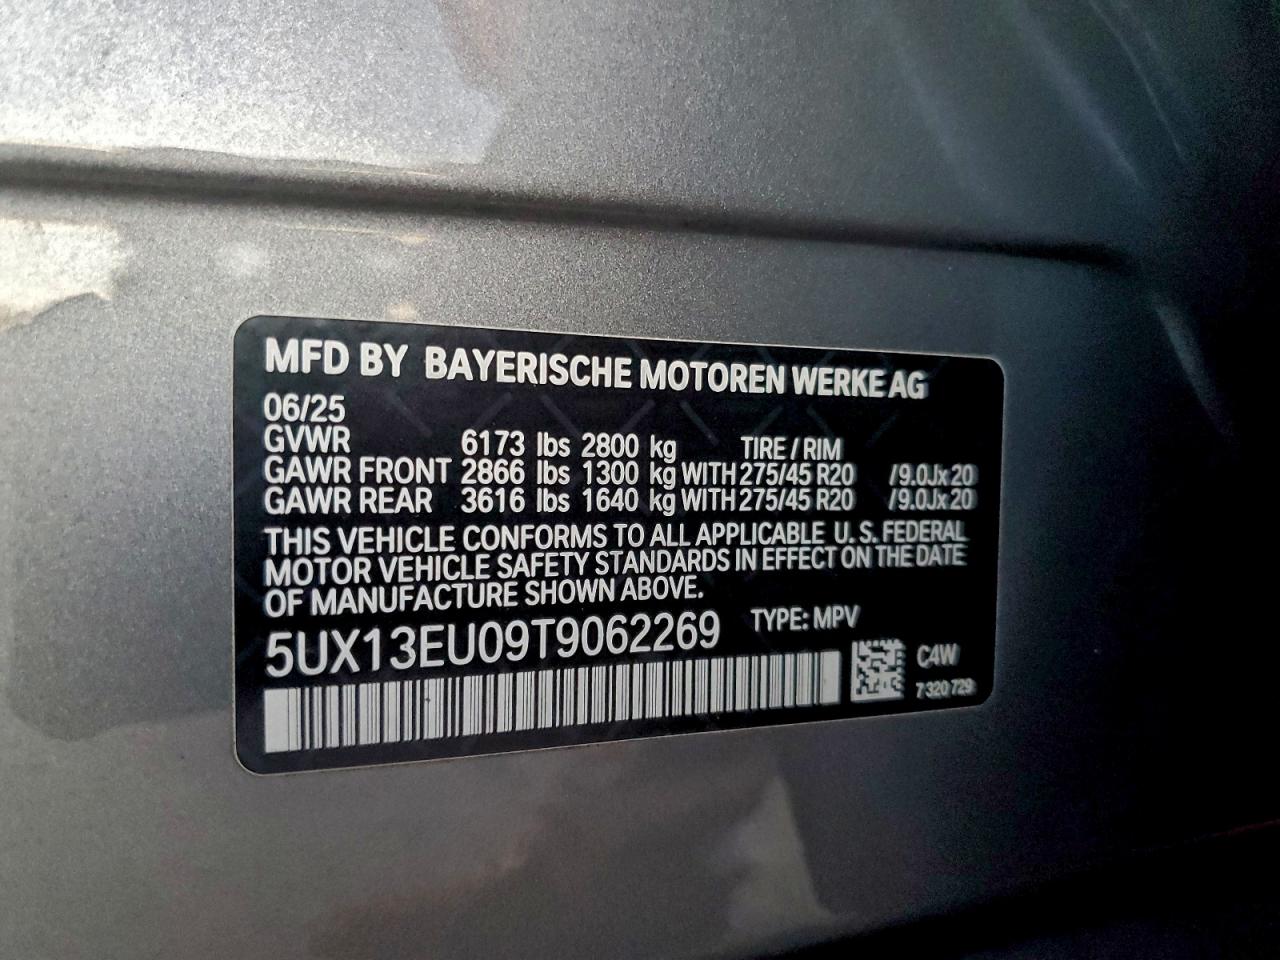 MFD BY BAYERISCHE MOTOREN WERKE AG
06/25
GVWR 6173 lbs 2800 kg TIRE / RIM
GAWR FRONT 2866 lbs 1300 kg WITH 275/45 R20 /9.0Jx20
GAWR REAR 3616 lbs 1640 kg WITH 275/45 R20 /9.0Jx20
THIS VEHICLE CONFORMS TO ALL APPLICABLE U.S. FEDERAL
MOTOR VEHICLE SAFETY STANDARDS IN EFFECT ON THE DATE
OF MANUFACTURE SHOWN ABOVE.
5UX13EU09T9062269 TYPE: MPV
C4W
7 320 729